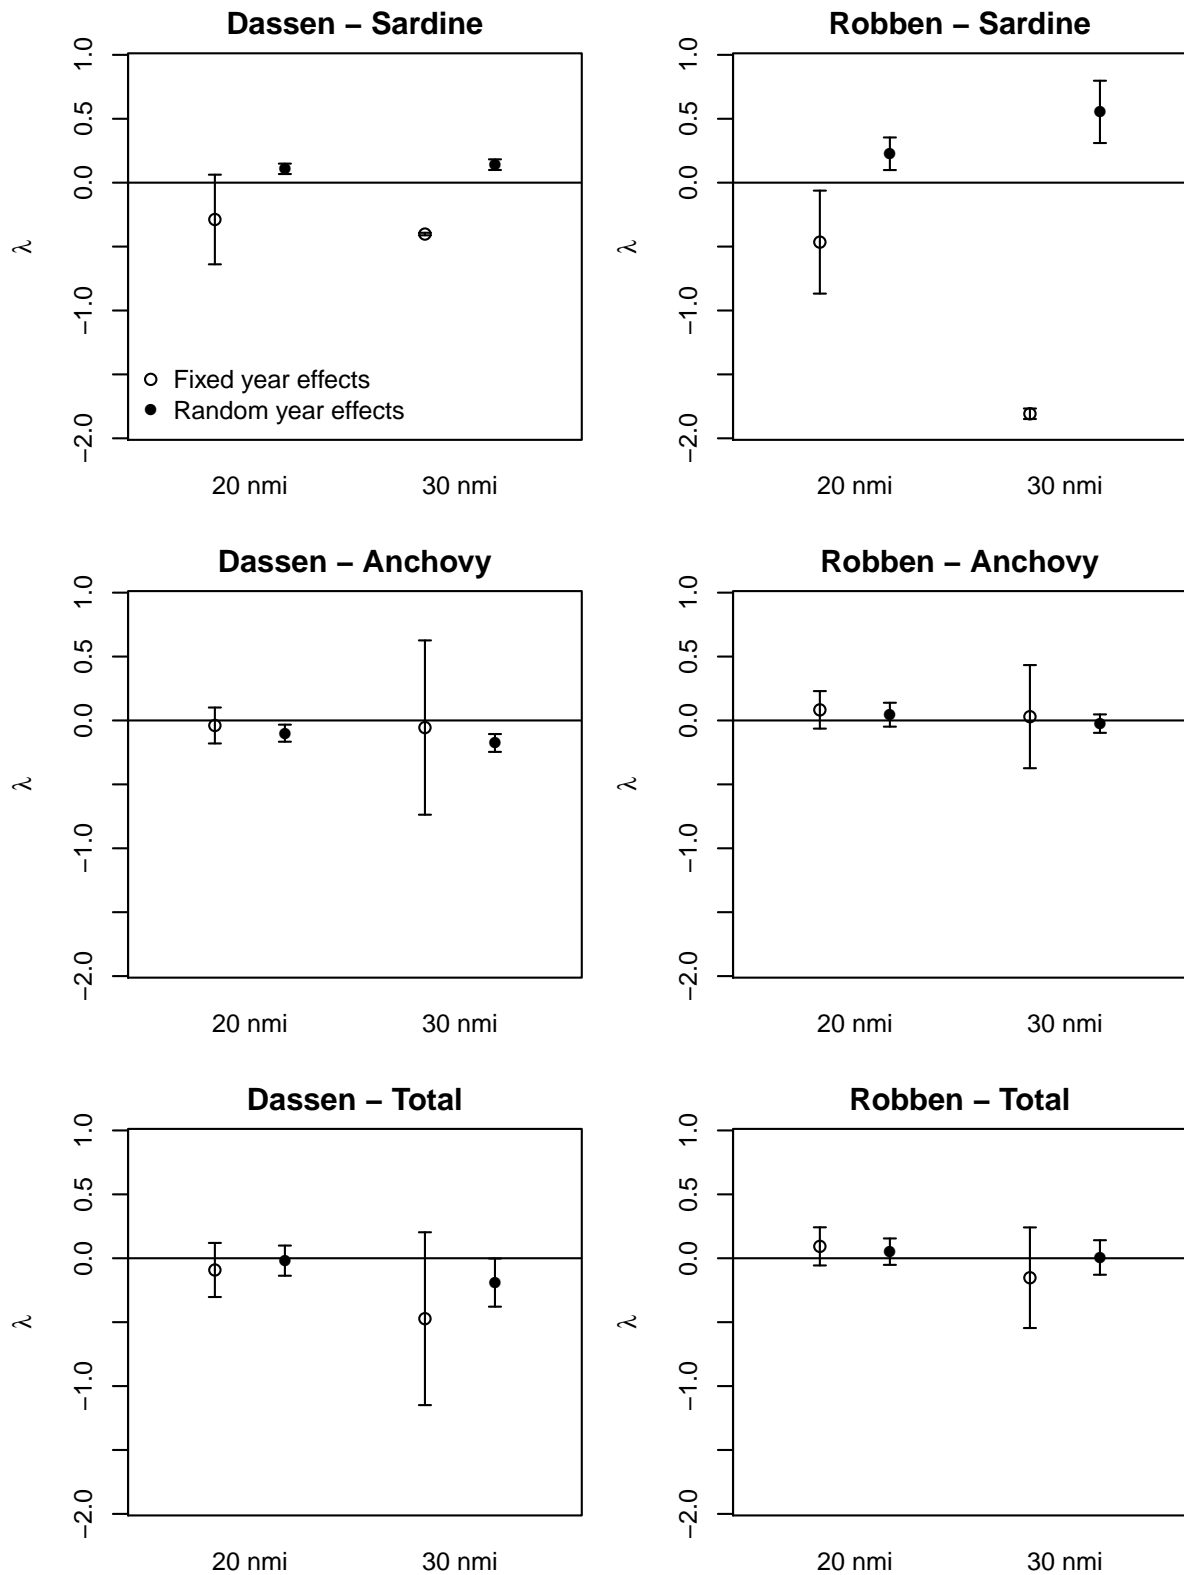 Dassen – Sardine
1.0
0.5
0.0
−1.0
−2.0
λ
Fixed year effects
Random year effects
20 nmi
30 nmi
Robben – Sardine
1.0
0.5
0.0
−1.0
−2.0
λ
20 nmi
30 nmi
Dassen – Anchovy
1.0
0.5
0.0
−1.0
−2.0
λ
20 nmi
30 nmi
Robben – Anchovy
1.0
0.5
0.0
−1.0
−2.0
λ
20 nmi
30 nmi
Dassen – Total
1.0
0.5
0.0
−1.0
−2.0
λ
20 nmi
30 nmi
Robben – Total
1.0
0.5
0.0
−1.0
−2.0
λ
20 nmi
30 nmi